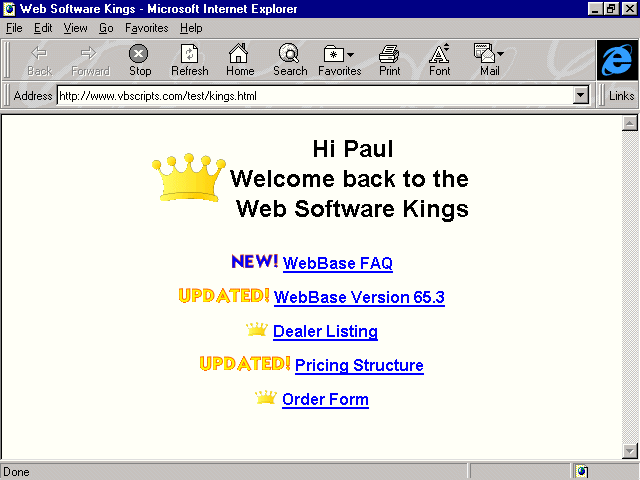 Web Software Kings - Microsoft Internet Explorer
File Edit View Go Favorites Help
Back Forward Stop Refresh Home Search Favorites Print Font Mail
Address http://www.vbscripts.com/test/kings.html Links
Hi Paul
Welcome back to the
Web Software Kings
NEW! WebBase FAQ
UPDATED! WebBase Version 65.3
Dealer Listing
UPDATED! Pricing Structure
Order Form
Done